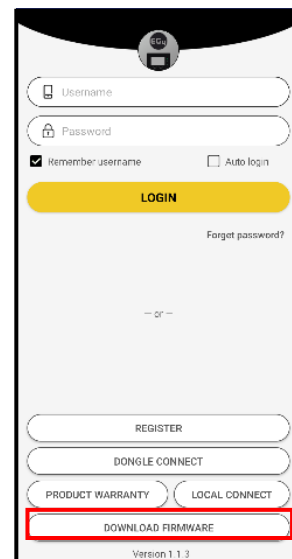 EGU
Username
Password
Remember username
Auto login
LOGIN
Forget password?
— or —
REGISTER
DONGLE CONNECT
PRODUCT WARRANTY
LOCAL CONNECT
DOWNLOAD FIRMWARE
Version 1.1.3